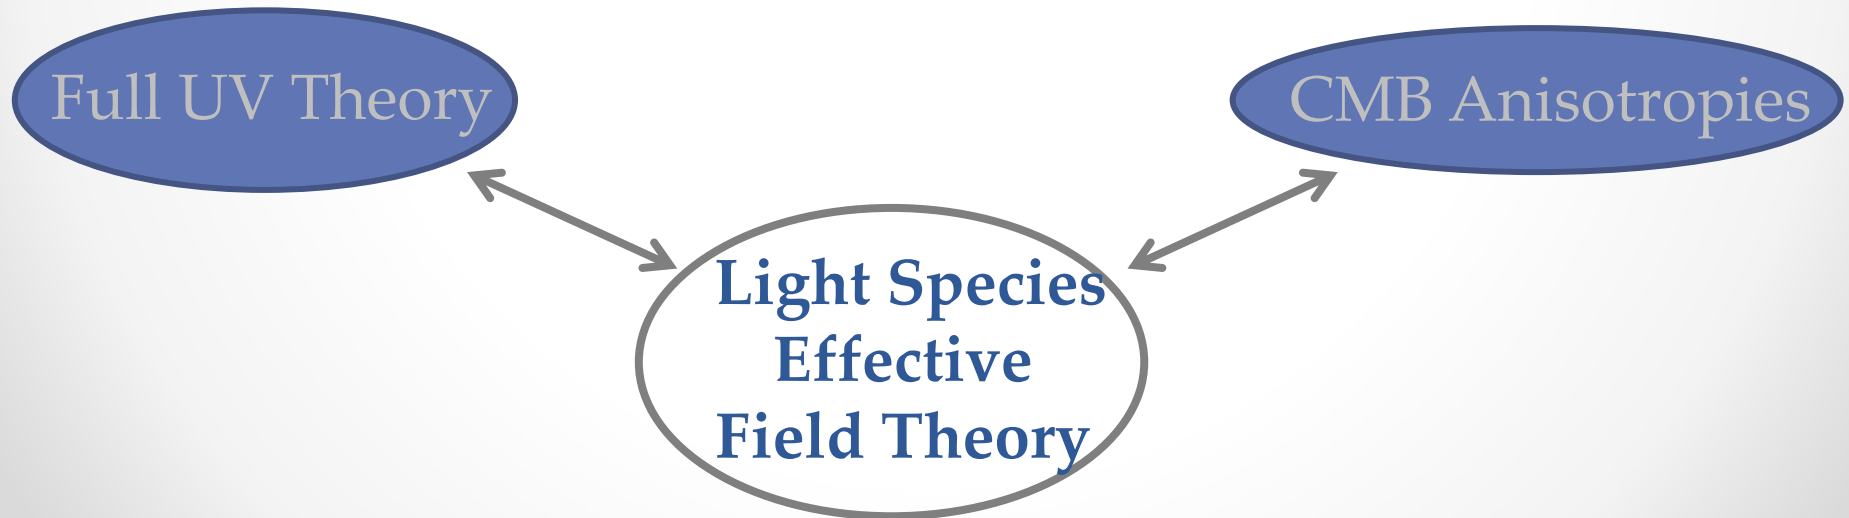 Full UV Theory
CMB Anisotropies
Light Species
Effective
Field Theory